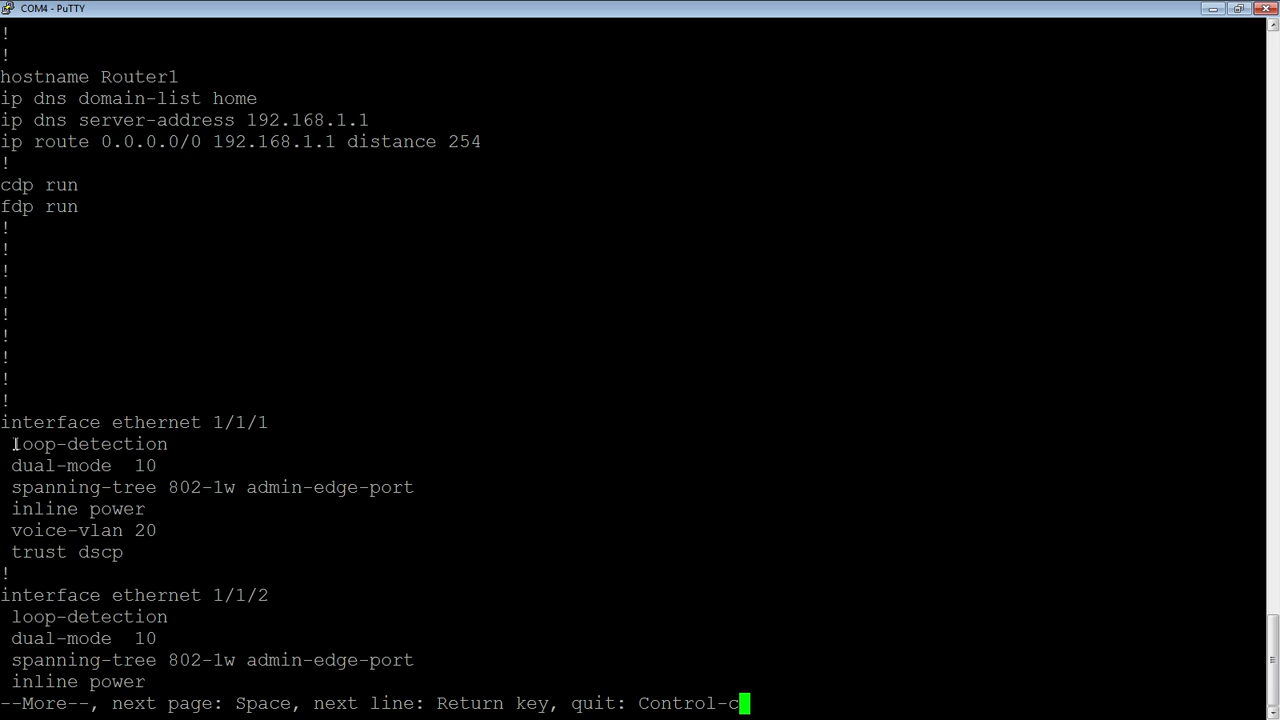 COM4 - PuTTY
!
!
hostname Router1
ip dns domain-list home
ip dns server-address 192.168.1.1
ip route 0.0.0.0/0 192.168.1.1 distance 254
!
cdp run
fdp run
!
!
!
!
!
!
!
!
!
interface ethernet 1/1/1
 loop-detection
 dual-mode  10
 spanning-tree 802-1w admin-edge-port
 inline power
 voice-vlan 20
 trust dscp
!
interface ethernet 1/1/2
 loop-detection
 dual-mode  10
 spanning-tree 802-1w admin-edge-port
 inline power
--More--, next page: Space, next line: Return key, quit: Control-c